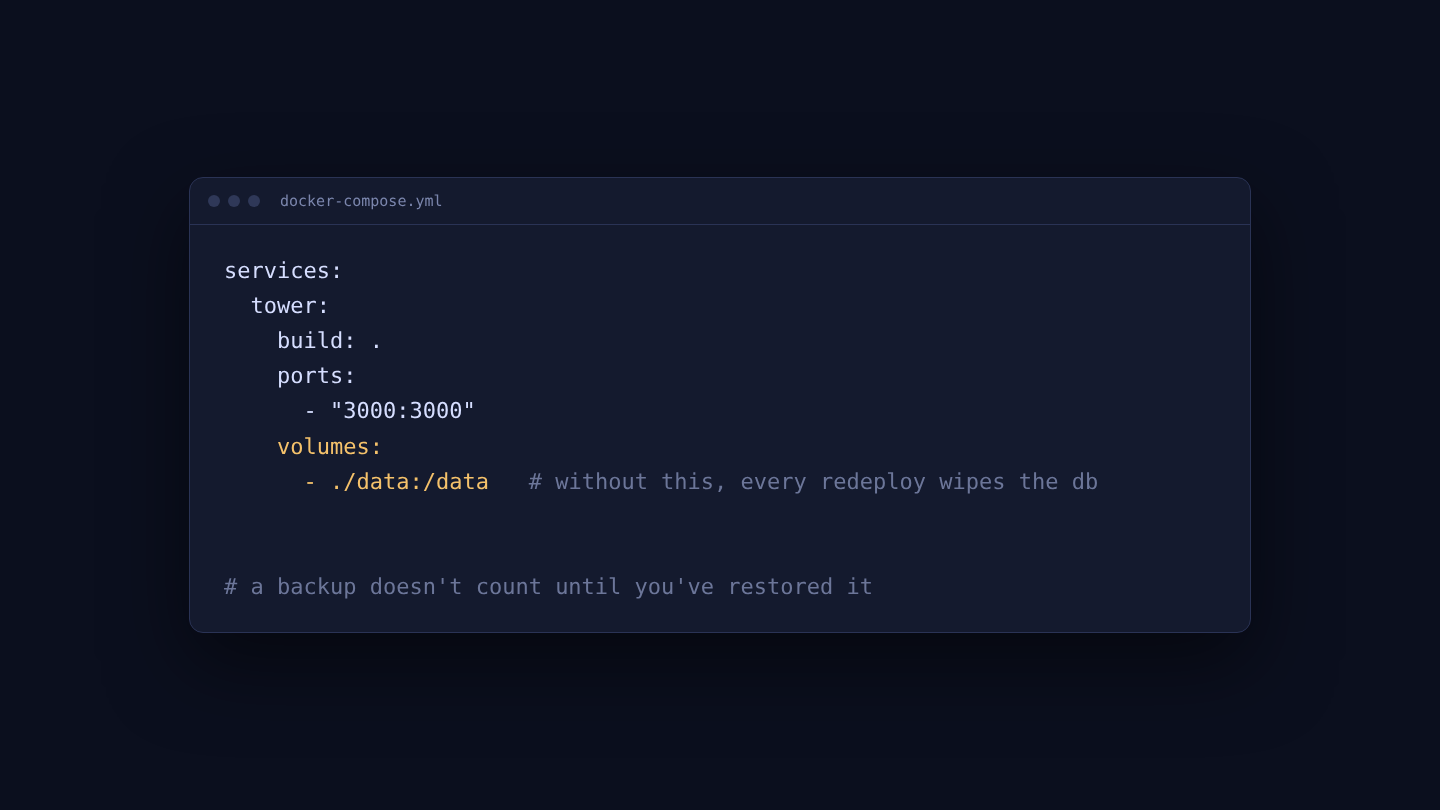 docker-compose.yml
services:
  tower:
    build: .
    ports:
      - "3000:3000"
    volumes:
      - ./data:/data   # without this, every redeploy wipes the db
# a backup doesn't count until you've restored it